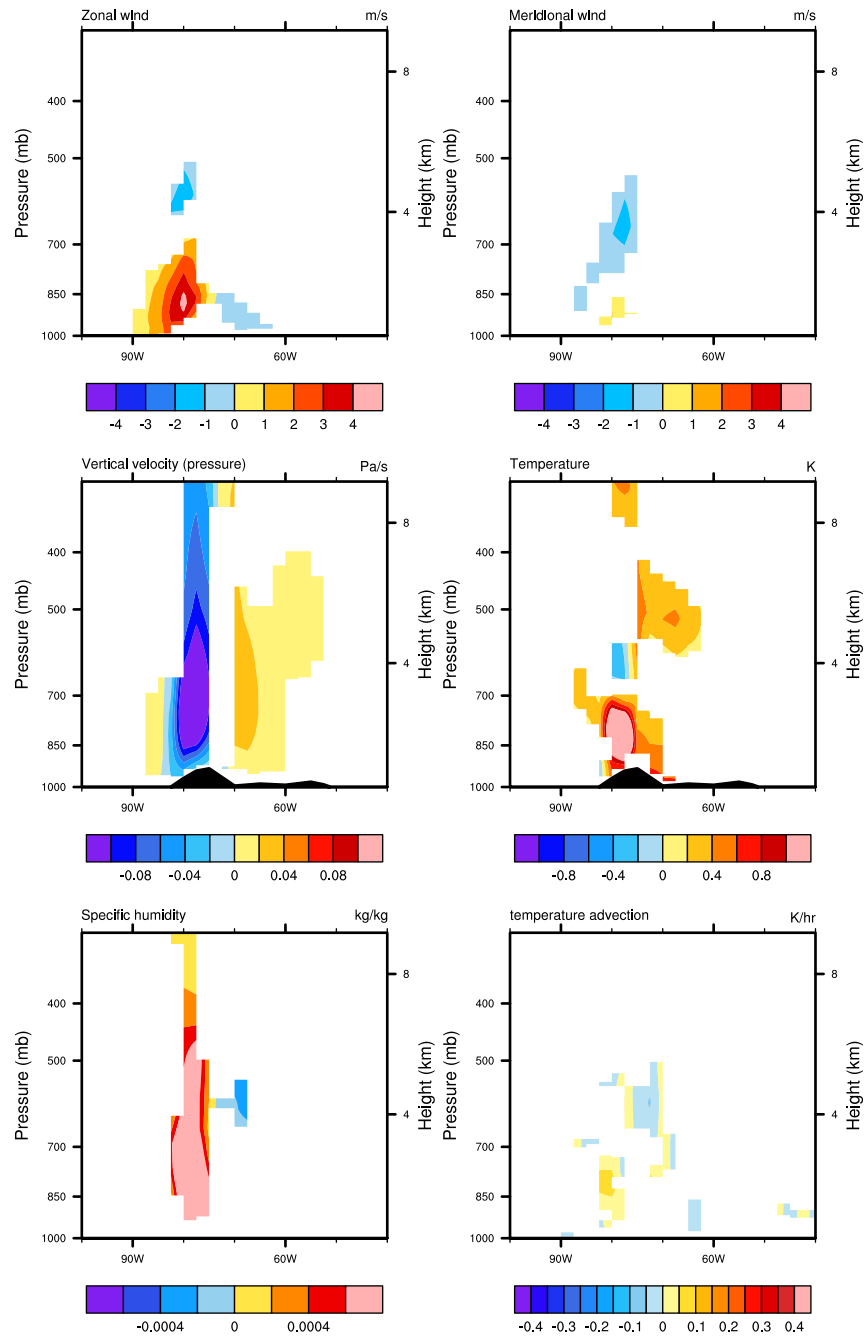 Zonal wind m/s
400
500
700
850
1000
Pressure (mb)
8
4
Height (km)
90W 60W
-4 -3 -2 -1 0 1 2 3 4
Meridional wind m/s
400
500
700
850
1000
Pressure (mb)
8
4
Height (km)
90W 60W
-4 -3 -2 -1 0 1 2 3 4
Vertical velocity (pressure) Pa/s
400
500
700
850
1000
Pressure (mb)
8
4
Height (km)
90W 60W
-0.08 -0.04 0 0.04 0.08
Temperature K
400
500
700
850
1000
Pressure (mb)
8
4
Height (km)
90W 60W
-0.8 -0.4 0 0.4 0.8
Specific humidity kg/kg
400
500
700
850
1000
Pressure (mb)
8
4
Height (km)
90W 60W
-0.0004 0 0.0004
temperature advection K/hr
400
500
700
850
1000
Pressure (mb)
8
4
Height (km)
90W 60W
-0.4 -0.3 -0.2 -0.1 0 0.1 0.2 0.3 0.4